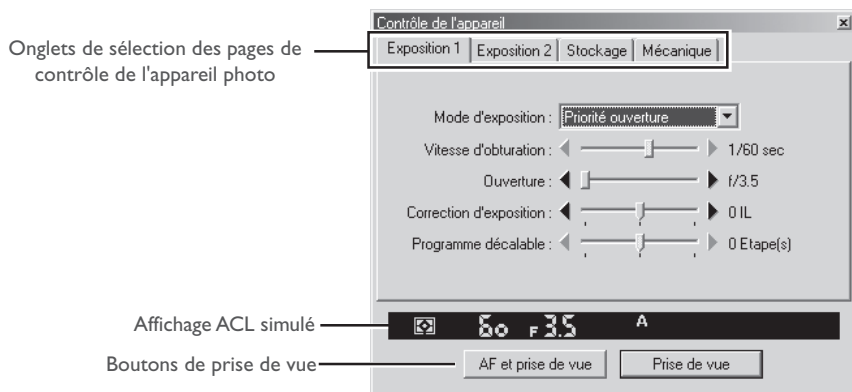 Contrôle de l'appareil
Onglets de sélection des pages de
contrôle de l'appareil photo
Exposition 1 Exposition 2 Stockage Mécanique
Mode d'exposition : Priorité ouverture
Vitesse d'obturation : 1/60 sec
Ouverture : f/3.5
Correction d'exposition : 0 IL
Programme décalable : 0 Etape(s)
Affichage ACL simulé
60 F3.5 A
Boutons de prise de vue
AF et prise de vue Prise de vue